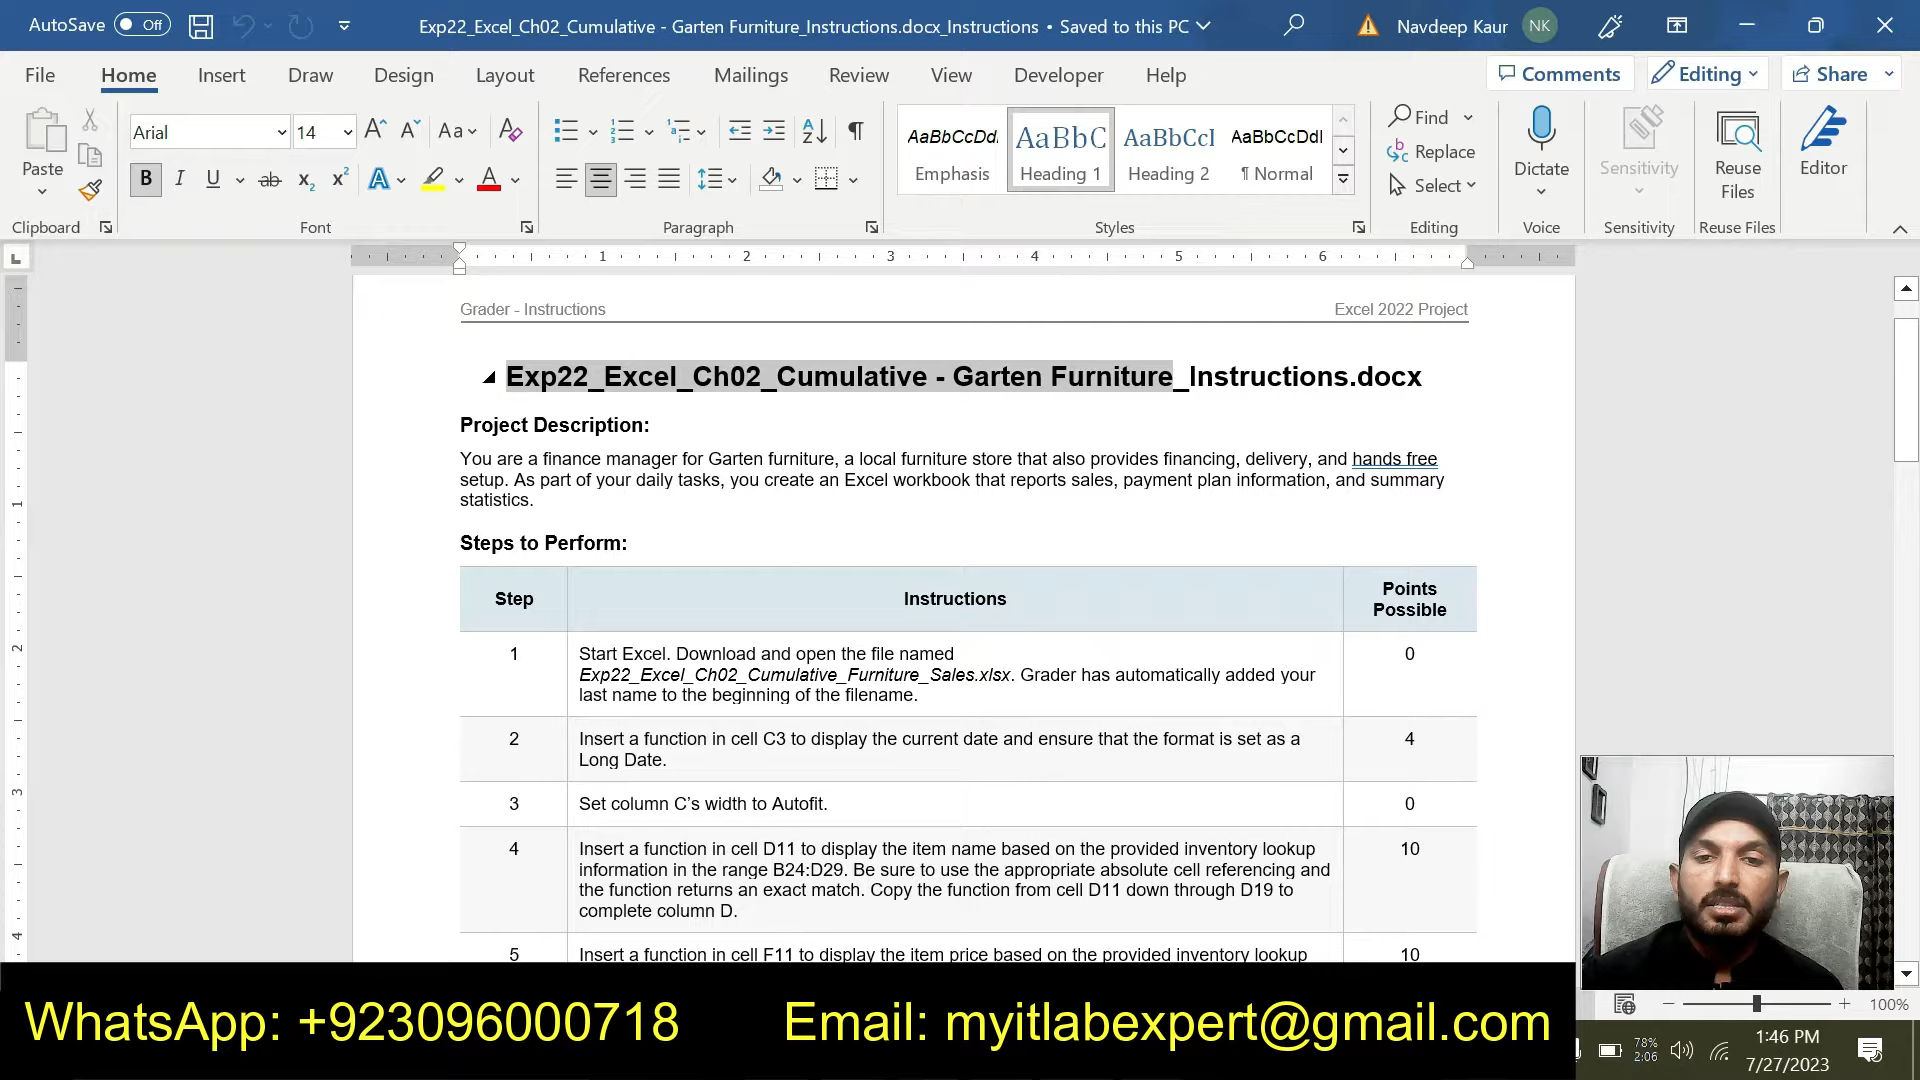 AutoSave Off
Exp22_Excel_Ch02_Cumulative - Garten Furniture_Instructions.docx_Instructions • Saved to this PC
Navdeep Kaur NK
File Home Insert Draw Design Layout References Mailings Review View Developer Help
Comments Editing Share
Paste
Clipboard
Arial 14
Font
Paragraph
AaBbCcDd AaBbC AaBbCcI AaBbCcDdI
Emphasis Heading 1 Heading 2 ¶ Normal
Styles
Find
Replace
Select
Editing
Dictate
Voice
Sensitivity
Sensitivity
Reuse Files
Reuse Files
Editor
1 2 3 4 5 6
Grader - Instructions Excel 2022 Project
Exp22_Excel_Ch02_Cumulative - Garten Furniture_Instructions.docx
Project Description:
You are a finance manager for Garten furniture, a local furniture store that also provides financing, delivery, and hands free
setup. As part of your daily tasks, you create an Excel workbook that reports sales, payment plan information, and summary
statistics.
Steps to Perform:
Step Instructions Points Possible
1 Start Excel. Download and open the file named 0
Exp22_Excel_Ch02_Cumulative_Furniture_Sales.xlsx. Grader has automatically added your
last name to the beginning of the filename.
2 Insert a function in cell C3 to display the current date and ensure that the format is set as a 4
Long Date.
3 Set column C’s width to Autofit. 0
4 Insert a function in cell D11 to display the item name based on the provided inventory lookup 10
information in the range B24:D29. Be sure to use the appropriate absolute cell referencing and
the function returns an exact match. Copy the function from cell D11 down through D19 to
complete column D.
5 Insert a function in cell F11 to display the item price based on the provided inventory lookup 10
WhatsApp: +923096000718 Email: myitlabexpert@gmail.com
100%
78%
2:06
1:46 PM
7/27/2023